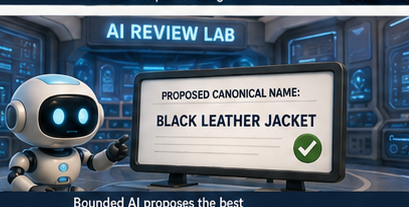 AI REVIEW LAB
PROPOSED CANONICAL NAME:
BLACK LEATHER JACKET
Bounded AI proposes the best